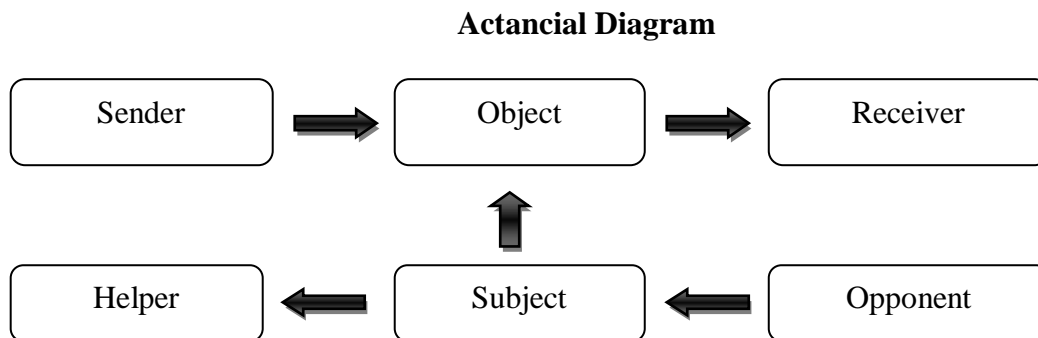 Actancial Diagram
Sender
Object
Receiver
Helper
Subject
Opponent